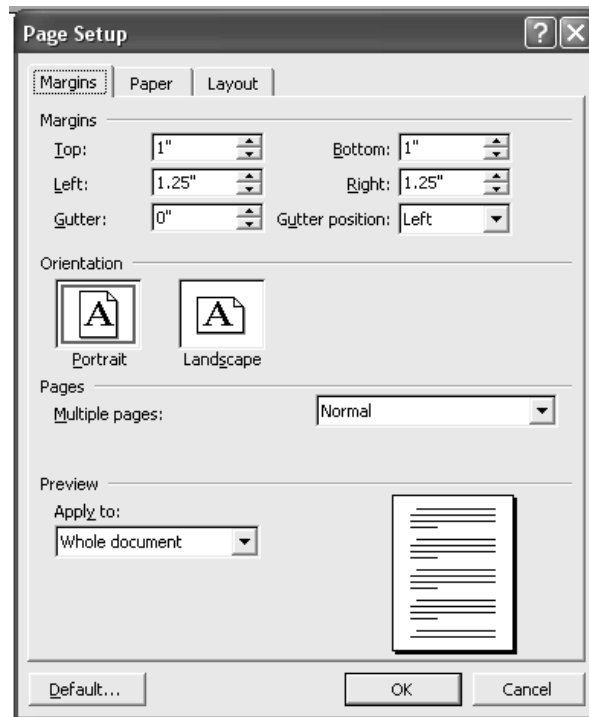 Page Setup
Margins Paper Layout
Margins
Top: 1" Bottom: 1"
Left: 1.25" Right: 1.25"
Gutter: 0" Gutter position: Left
Orientation
A A
Portrait Landscape
Pages
Multiple pages: Normal
Preview
Apply to:
Whole document
Default... OK Cancel